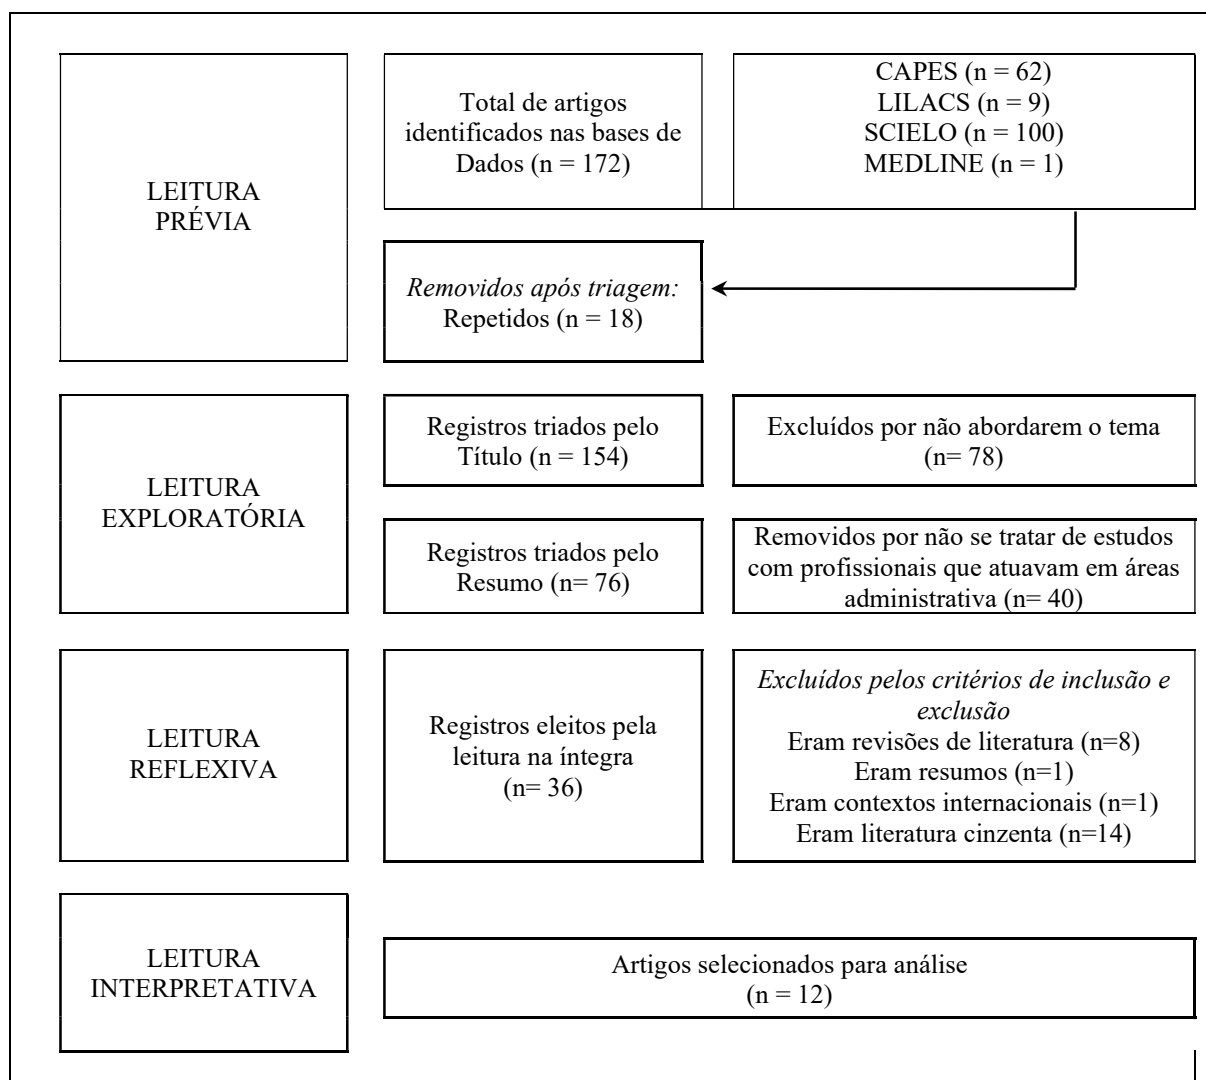 LEITURA
PRÉVIA
Total de artigos
identificados nas bases de
Dados (n = 172)
CAPES (n = 62)
LILACS (n = 9)
SCIELO (n = 100)
MEDLINE (n = 1)
Removidos após triagem:
Repetidos (n = 18)
LEITURA
EXPLORATÓRIA
Registros triados pelo
Título (n = 154)
Excluídos por não abordarem o tema
(n= 78)
Registros triados pelo
Resumo (n= 76)
Removidos por não se tratar de estudos
com profissionais que atuavam em áreas
administrativa (n= 40)
LEITURA
REFLEXIVA
Registros eleitos pela
leitura na íntegra
(n= 36)
Excluídos pelos critérios de inclusão e
exclusão
Eram revisões de literatura (n=8)
Eram resumos (n=1)
Eram contextos internacionais (n=1)
Eram literatura cinzenta (n=14)
LEITURA
INTERPRETATIVA
Artigos selecionados para análise
(n = 12)